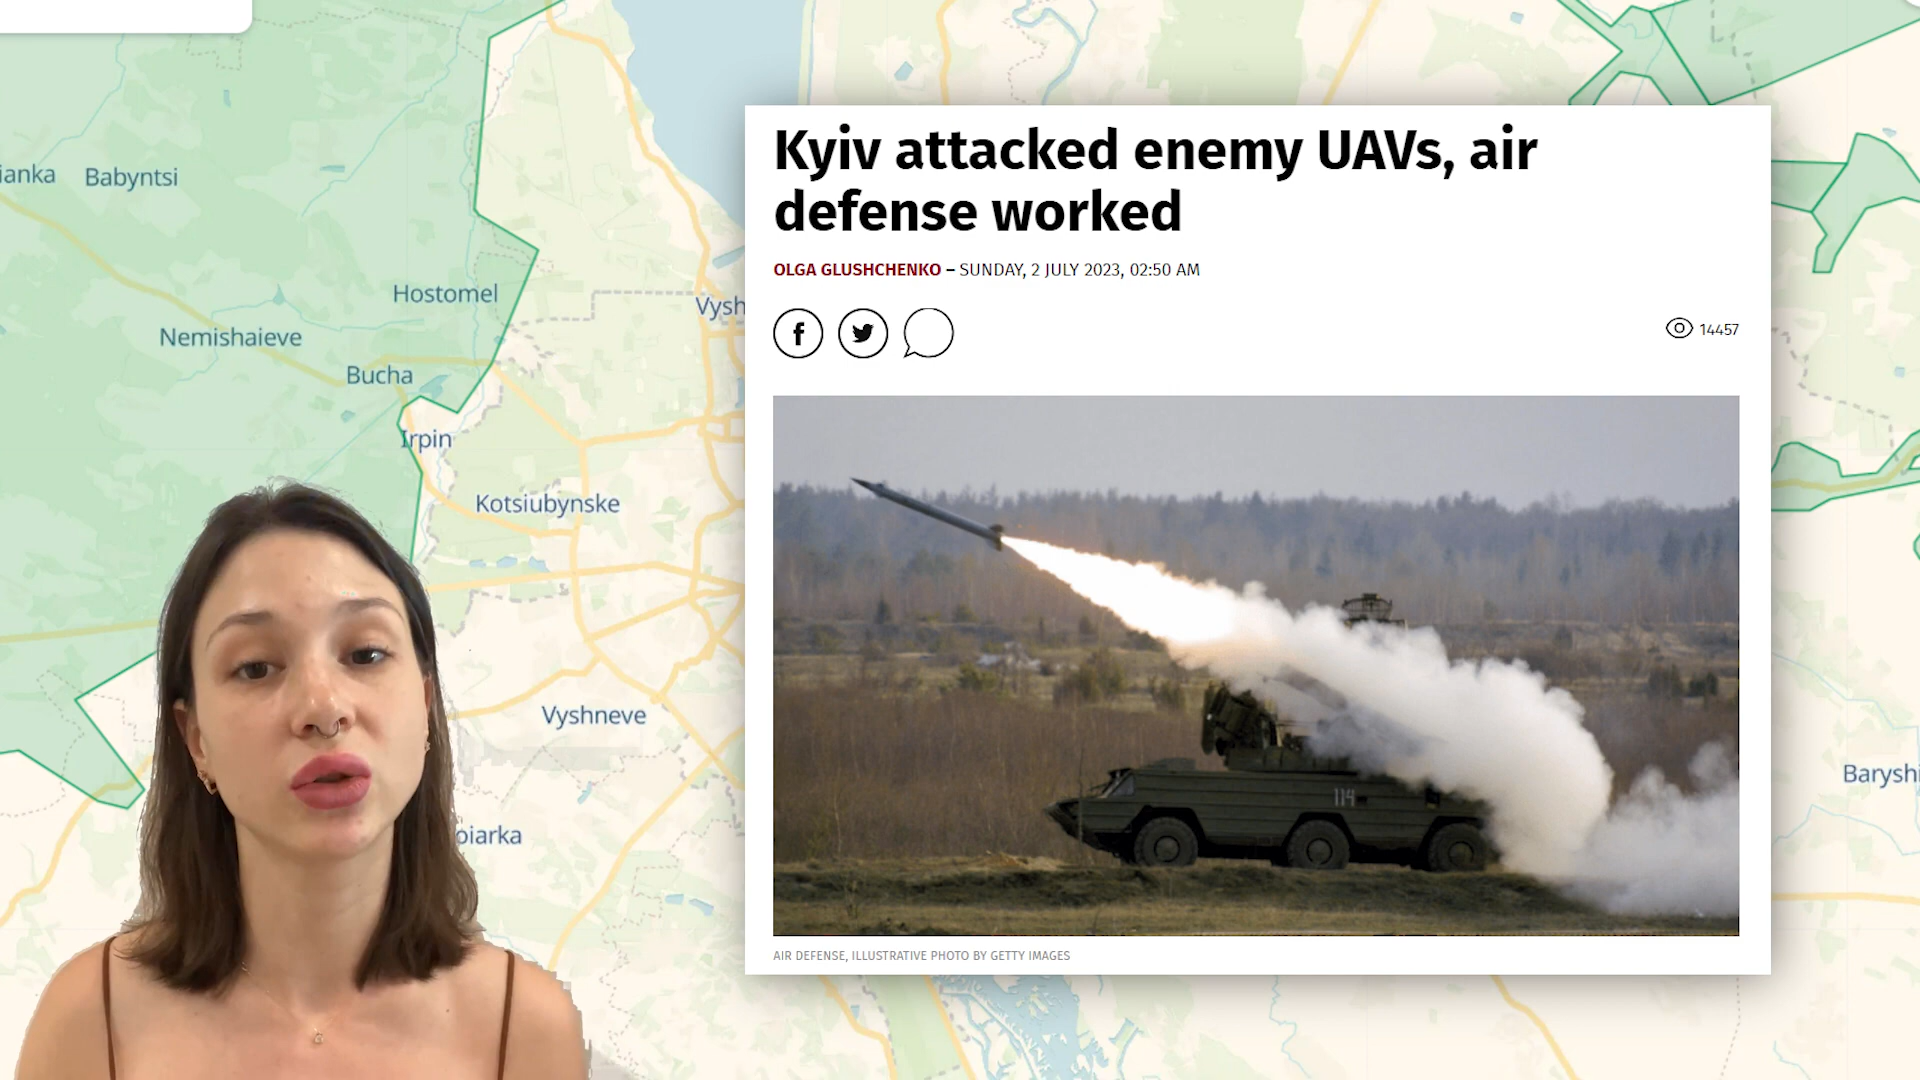 Kyiv attacked enemy UAVs, air
defense worked
OLGA GLUSHCHENKO – SUNDAY, 2 JULY 2023, 02:50 AM
14457
114
AIR DEFENSE, ILLUSTRATIVE PHOTO BY GETTY IMAGES
ianka
Babyntsi
Hostomel
Vysh
Nemishaieve
Bucha
Irpin
Kotsiubynske
Vyshneve
oiarka
Baryshi